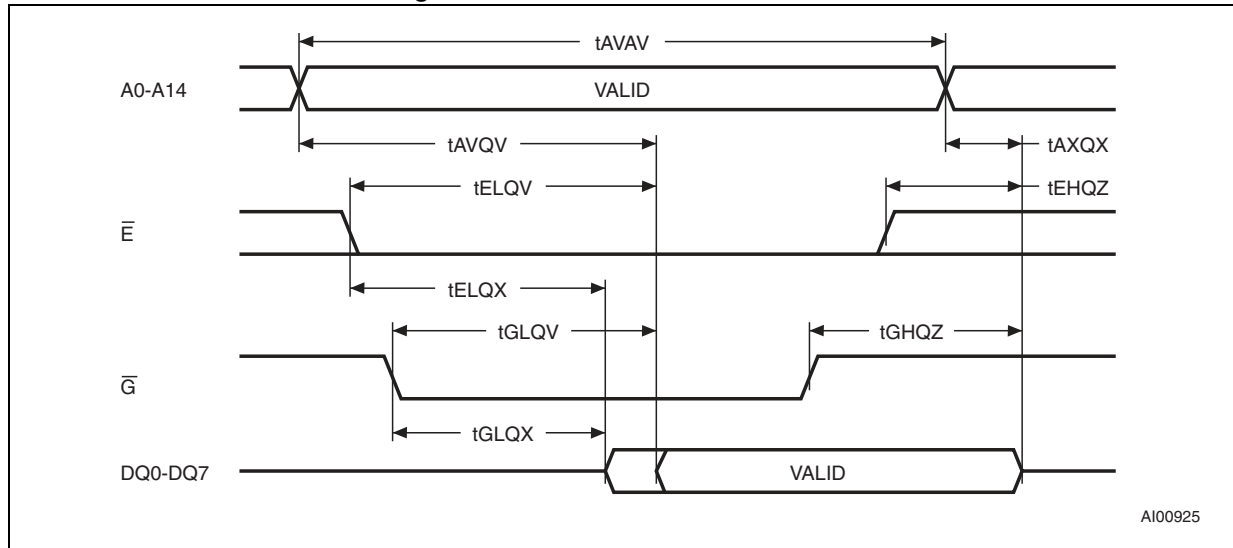 tAVAV
A0-A14
VALID
tAVQV
tAXQX
tELQV
tEHQZ
E̅
tELQX
tGLQV
tGHQZ
G̅
tGLQX
DQ0-DQ7
VALID
AI00925